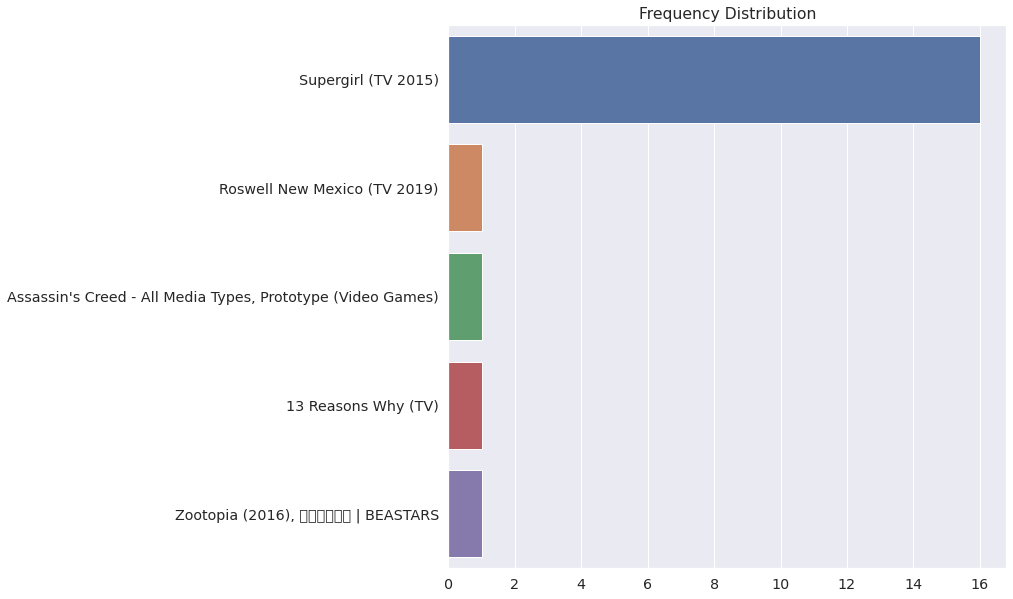 Frequency Distribution
Supergirl (TV 2015)
Roswell New Mexico (TV 2019)
Assassin's Creed - All Media Types, Prototype (Video Games)
13 Reasons Why (TV)
Zootopia (2016), | BEASTARS
0 2 4 6 8 10 12 14 16